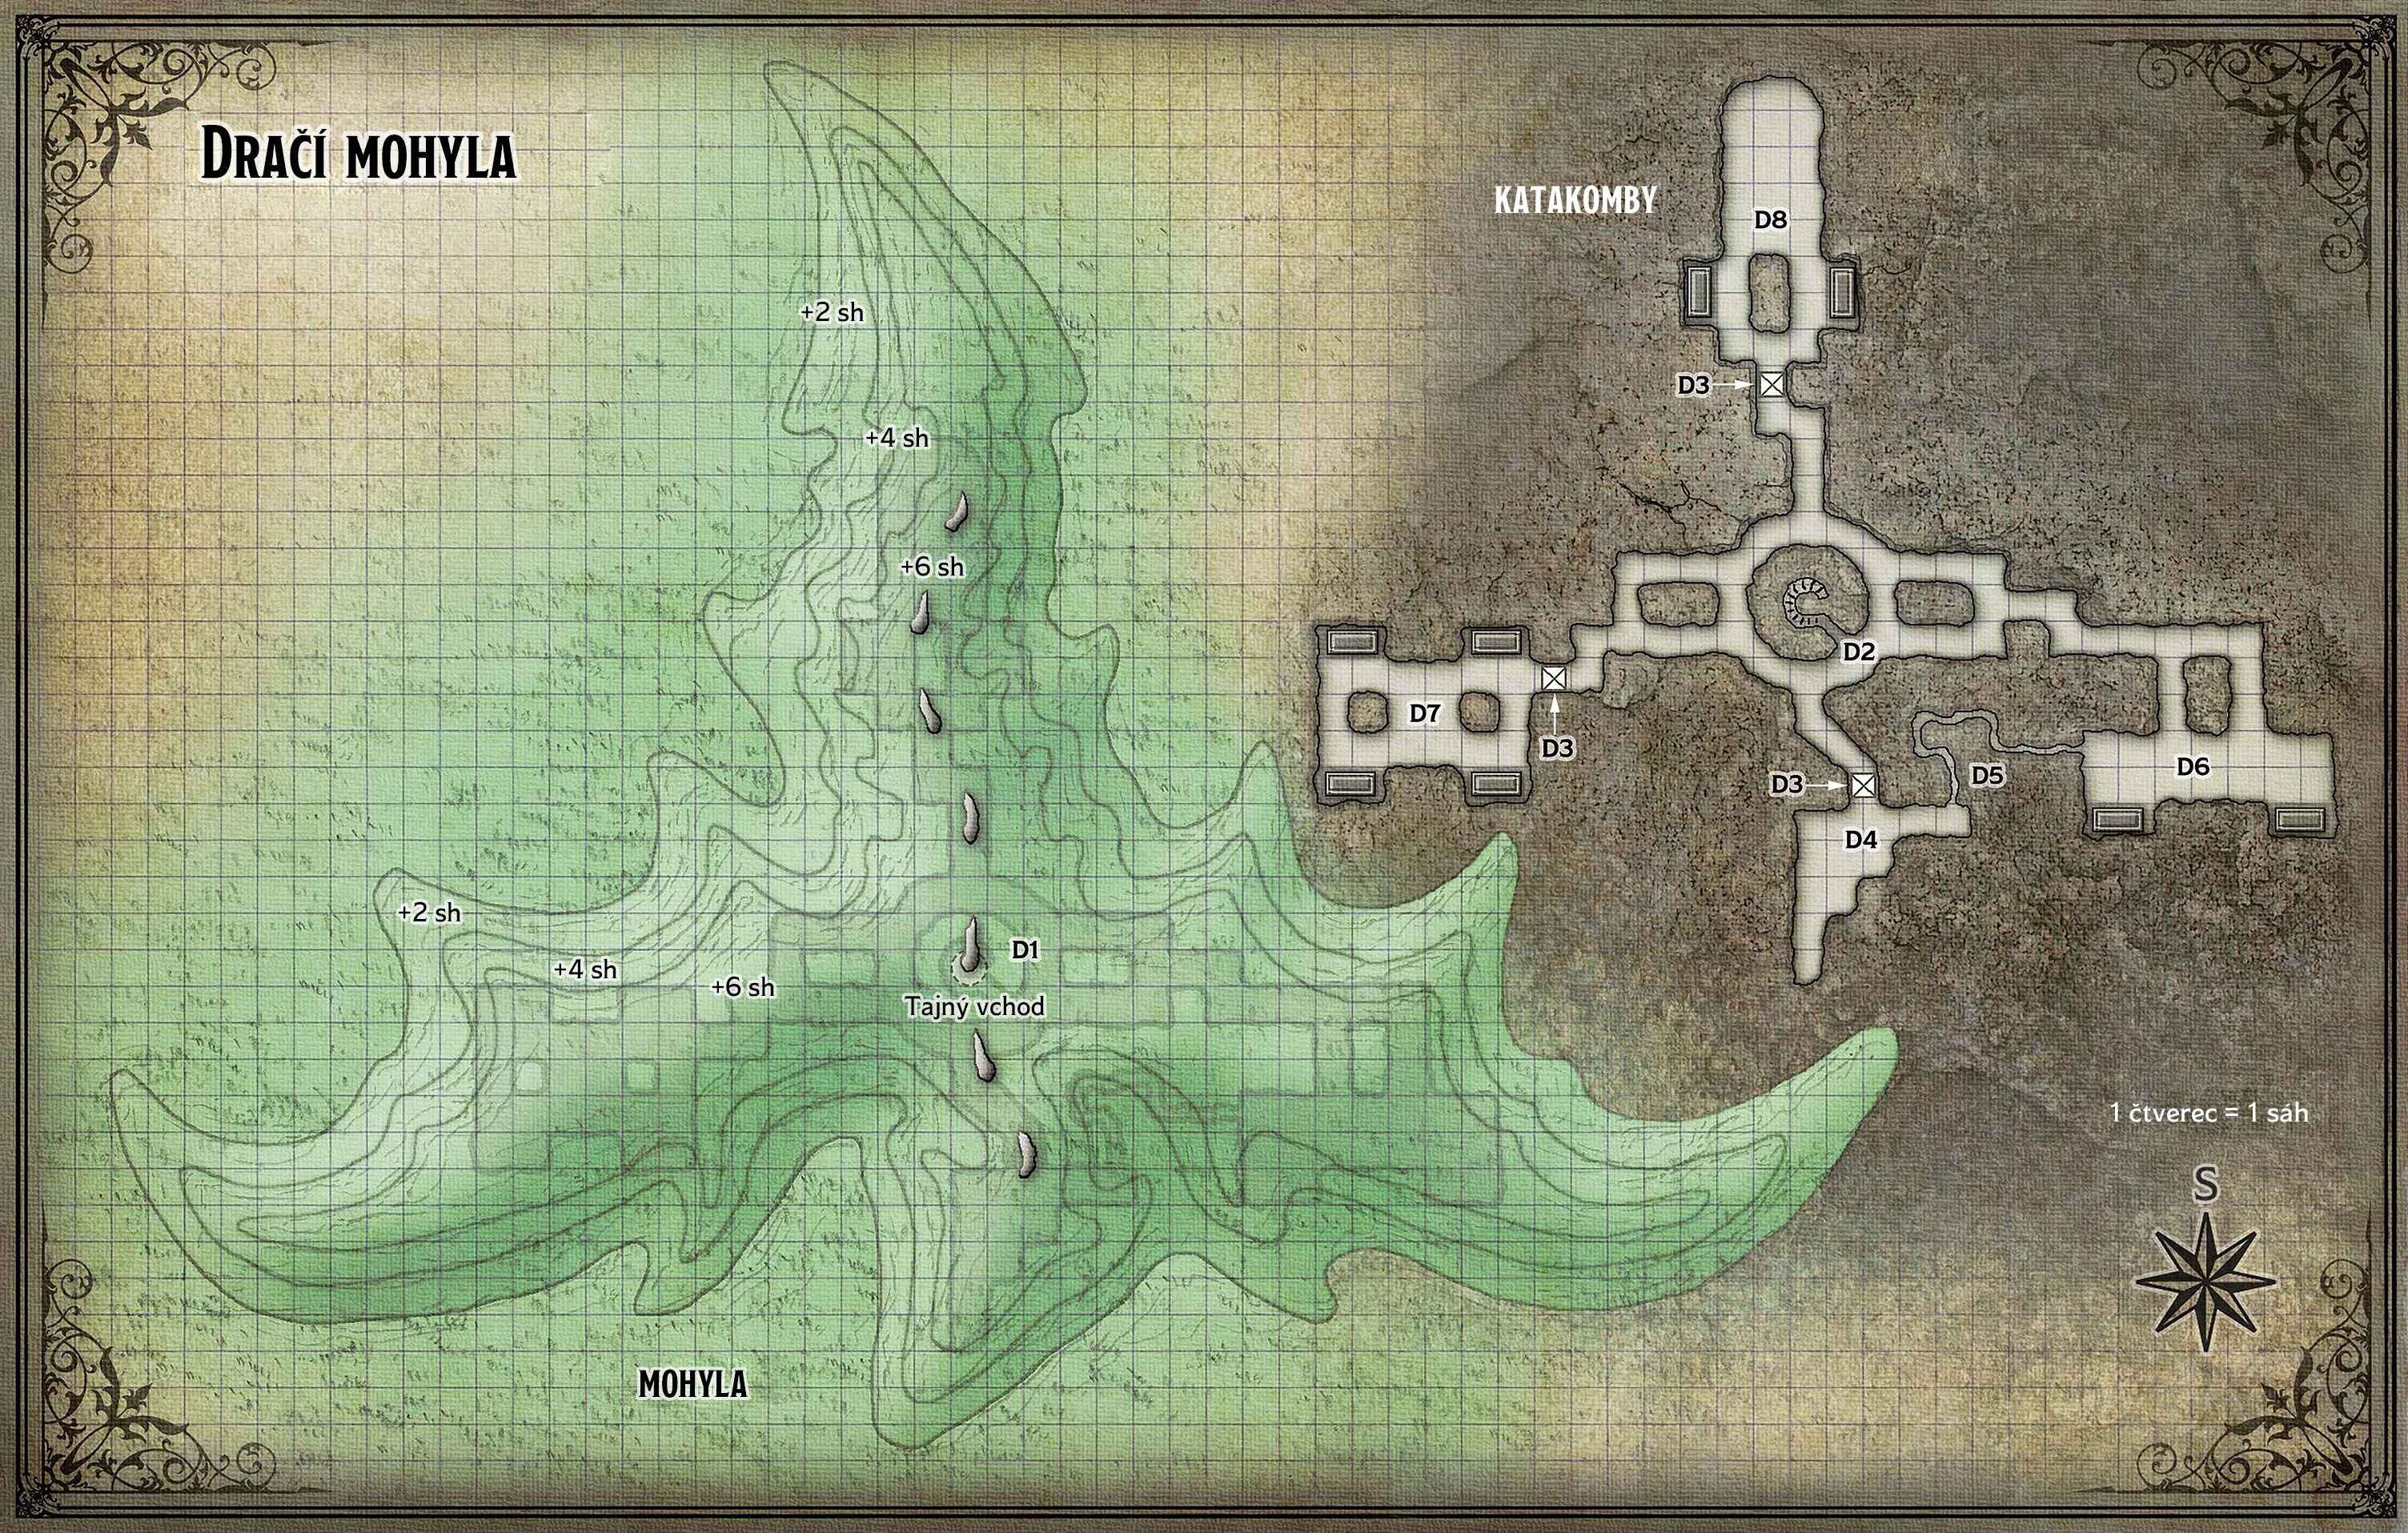 Dračí mohyla
KATAKOMBY
D8
+2 sh
D3
+4 sh
+6 sh
D2
D7
D3
D6
D5
D3
D4
+2 sh
D1
+4 sh
+6 sh
Tajný vchod
1 čtverec = 1 sáh
S
MOHYLA